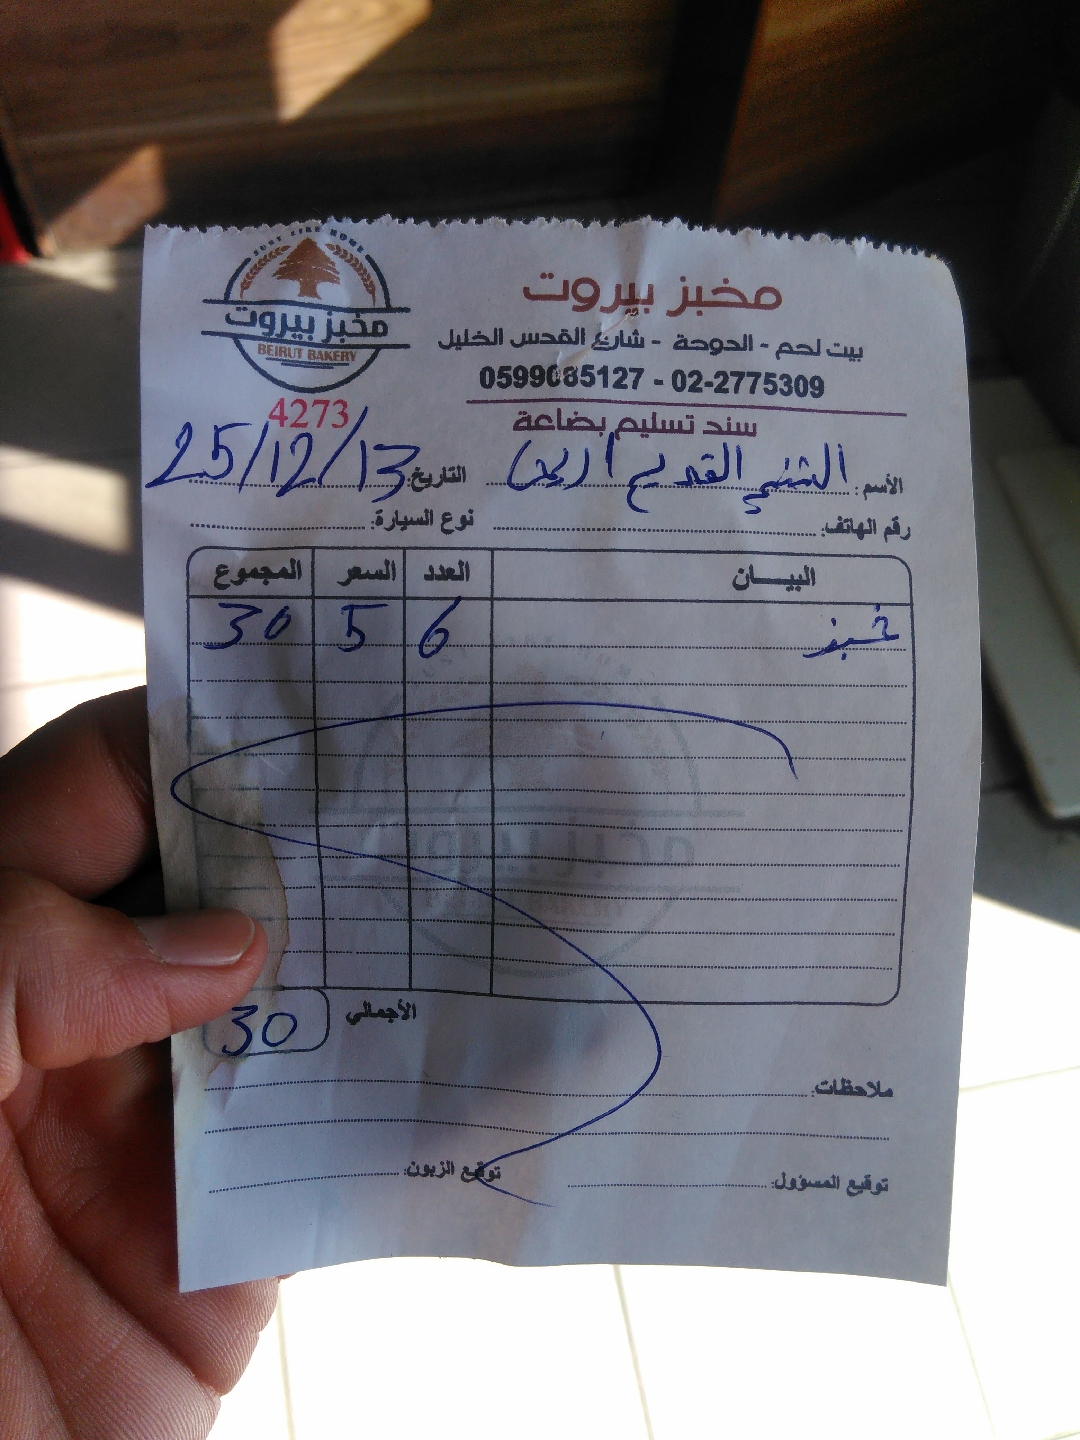 JUST LIKE HOME
مخبز بيروت
BEIRUT BAKERY
مخبز بيروت
بيت لحم - الدوحة - شارع القدس الخليل
0599085127 - 02-2775309
4273
سند تسليم بضاعة
الأسم: القديم
التاريخ: 25/12/13
رقم الهاتف:
نوع السيارة:
البيـــان العدد السعر المجموع
خبز 6 5 30
الأجمالي 30
ملاحظات:
توقيع المسؤول: توقيع الزبون: